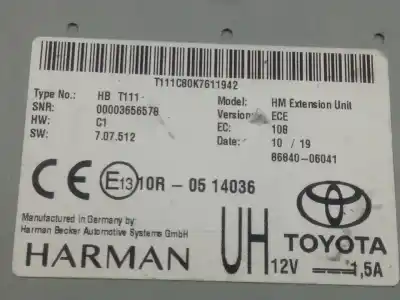 T111C80K7611942
Type No.: HB T111
SNR: 00003656578
HW: C1
SW: 7.07.512
Model: HM Extension Unit
Version: ECE
EC: 108
Date: 10 / 19
86840-06041
CE E13 10R - 05 14036
Manufactured in Germany by:
Harman Becker Automotive Systems GmbH
HARMAN
UH
TOYOTA
12V 1,5A